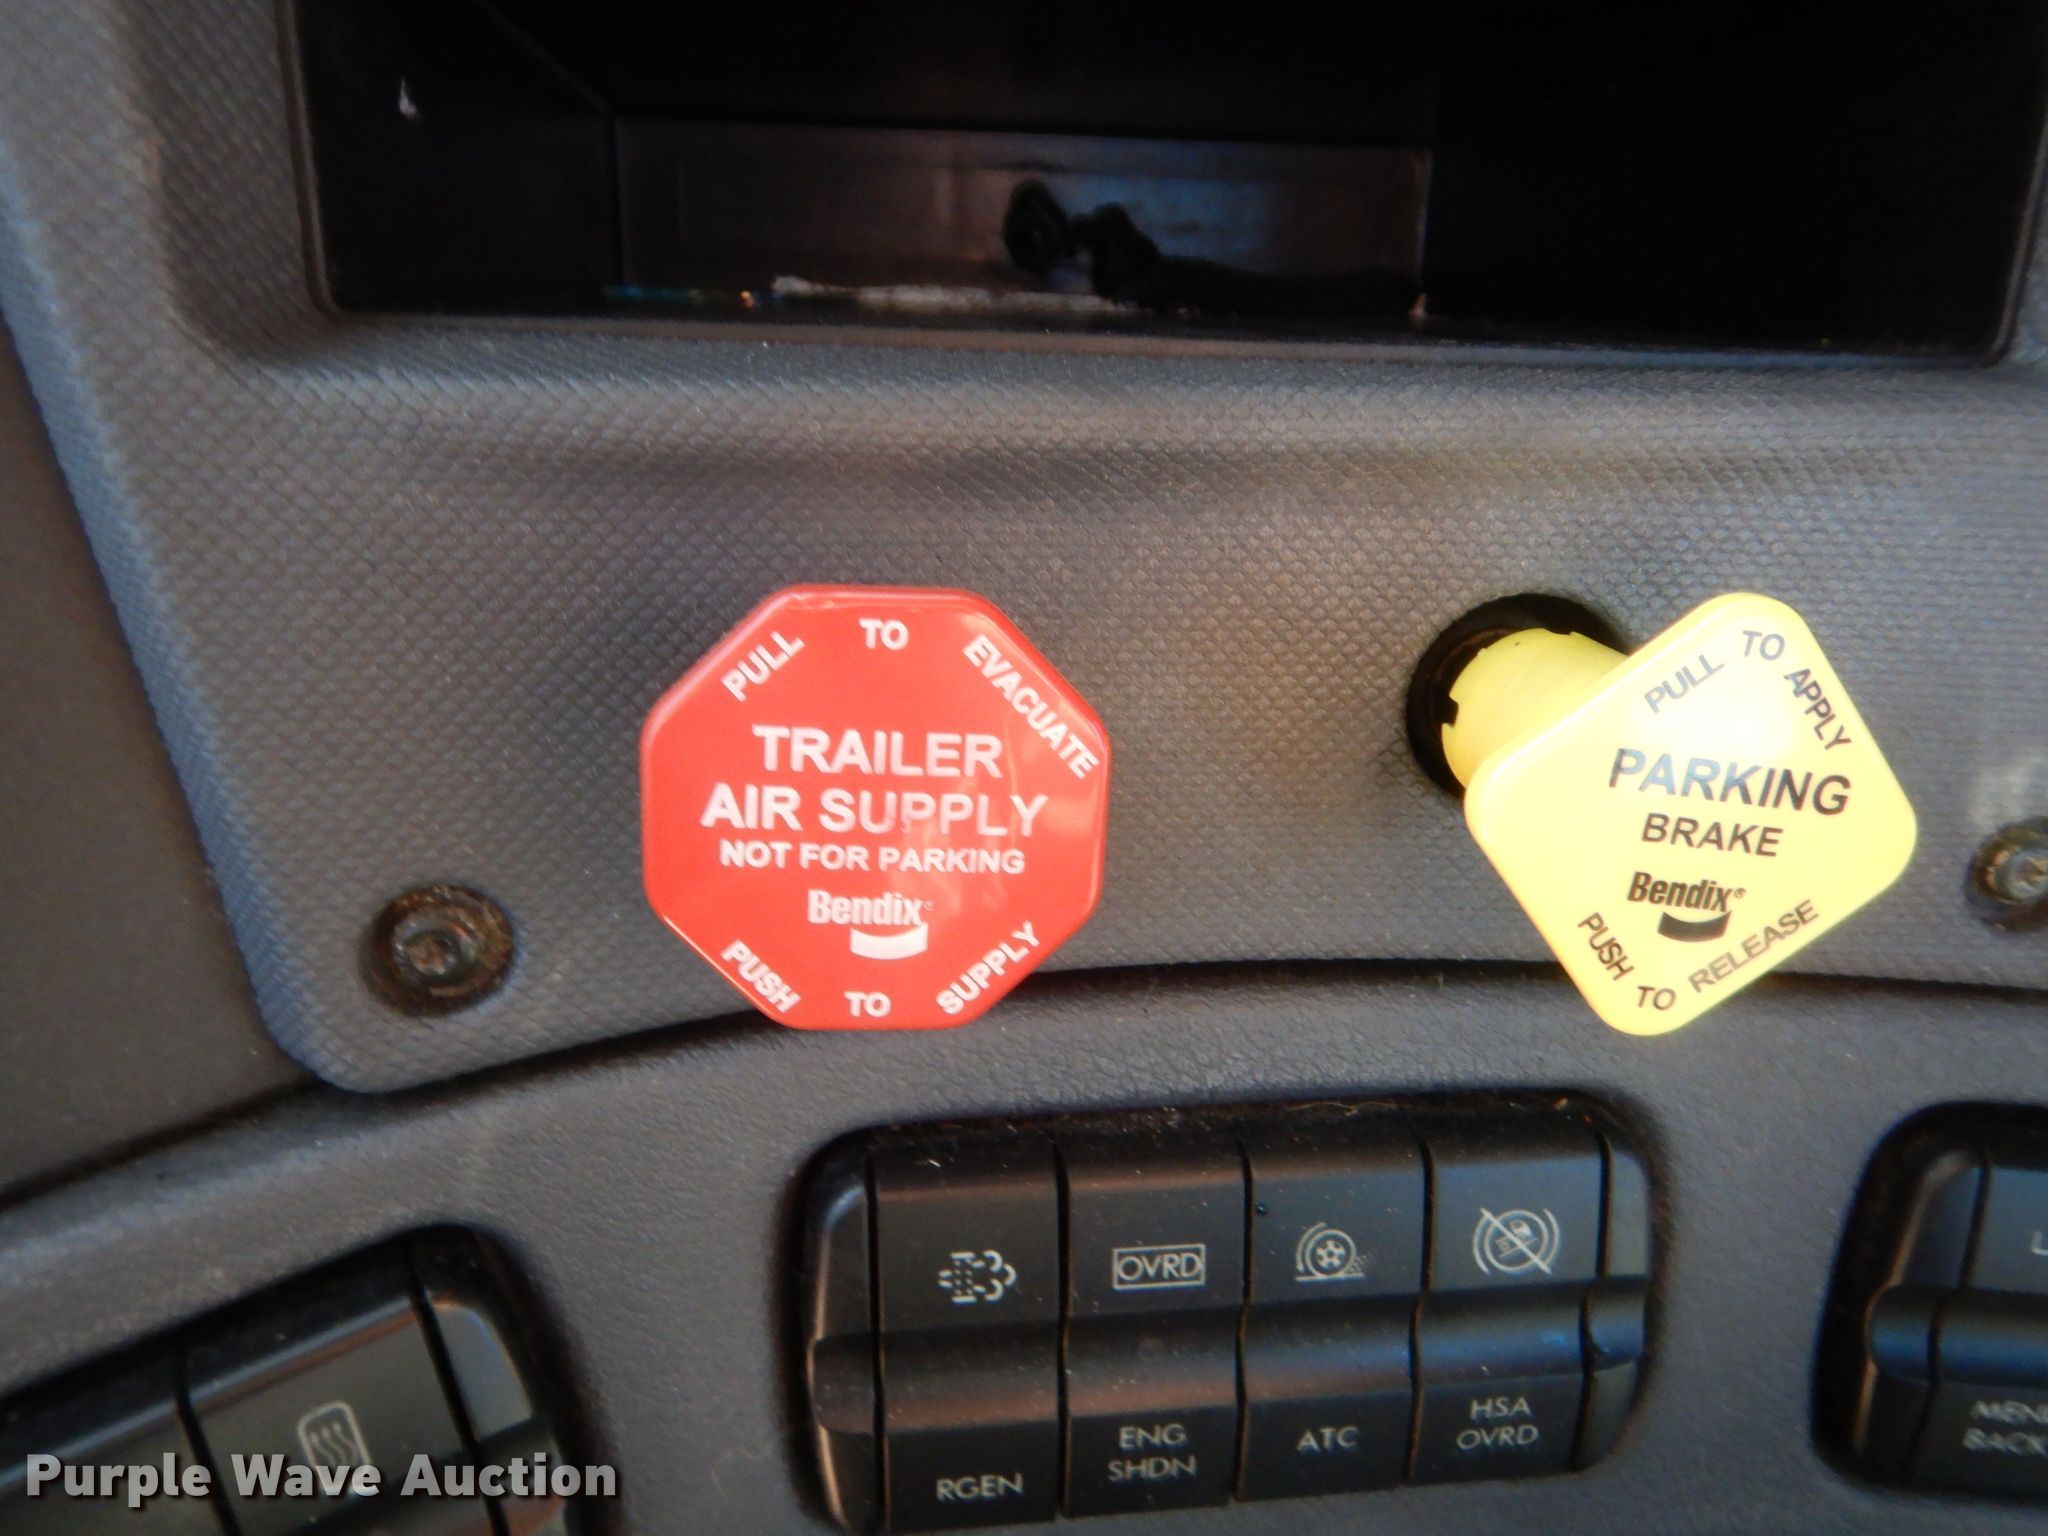 PULL TO EVACUATE
TRAILER
AIR SUPPLY
NOT FOR PARKING
Bendix®
PUSH TO SUPPLY
PULL TO APPLY
PARKING
BRAKE
Bendix®
PUSH TO RELEASE
OVRD
RGEN
ENG
SHDN
ATC
HSA
OVRD
BACK
Purple Wave Auction